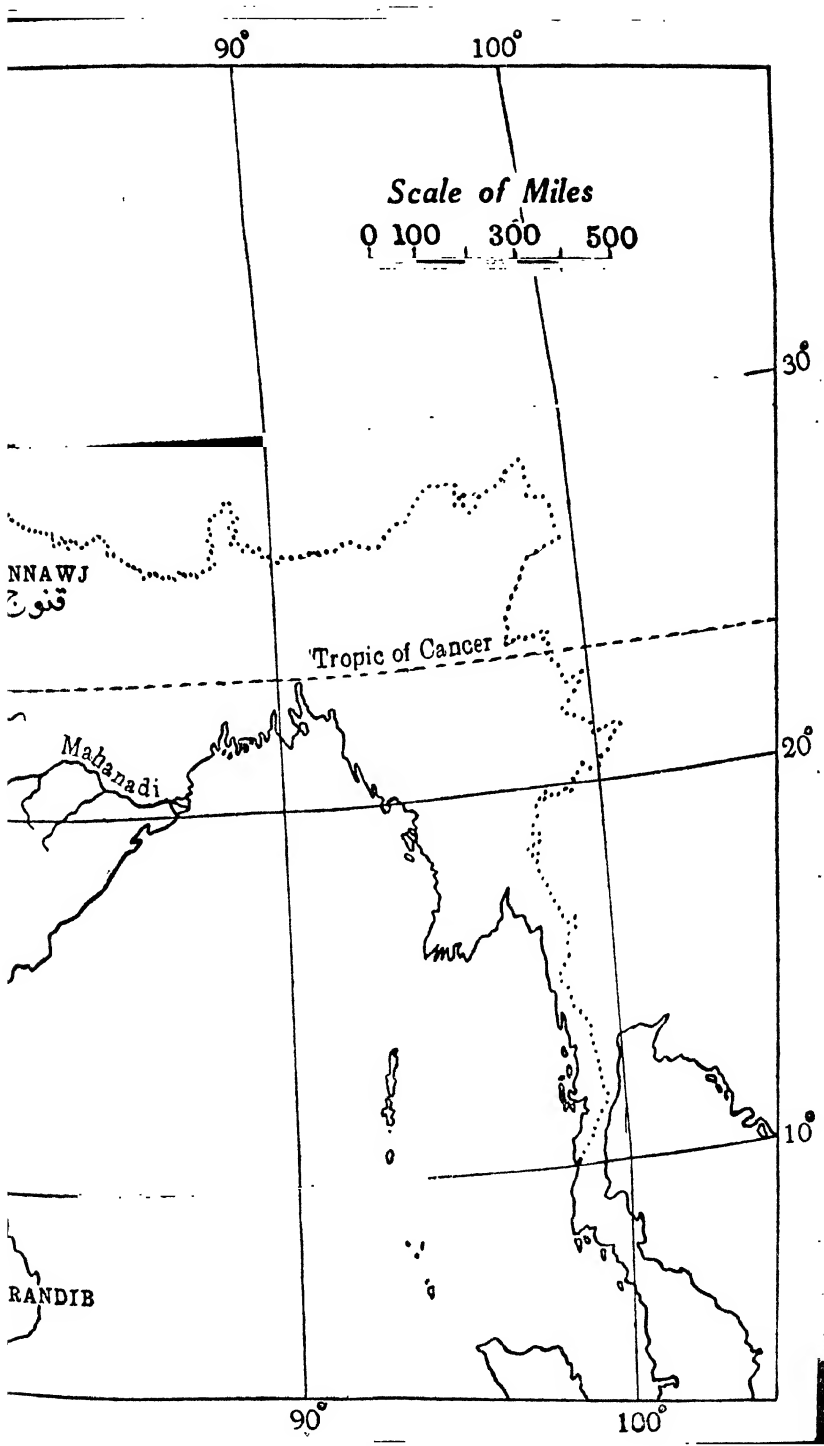 90°
100°
Scale of Miles
0 100 300 500
30°
NNAWJ
قنوج
Tropic of Cancer
Mahanadi
20°
10°
RANDIB
90°
100°